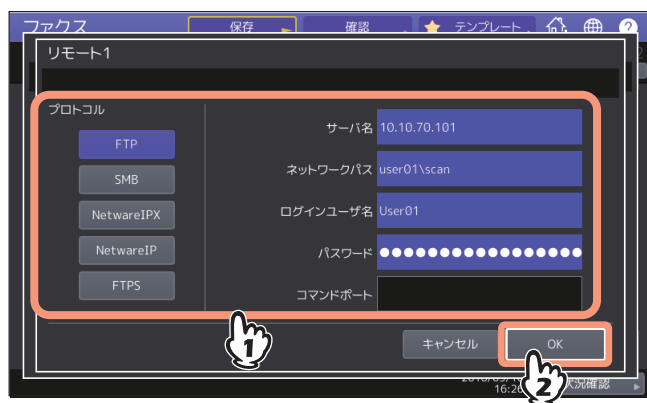 ファクス 保存 確認 テンプレート ?
リモート1
プロトコル
FTP
SMB
NetwareIPX
NetwareIP
FTPS
サーバ名 10.10.70.101
ネットワークパス user01\scan
ログインユーザ名 User01
パスワード ●●●●●●●●●●●●●●●●●
コマンドポート
キャンセル OK
1
2
16:26 状況確認